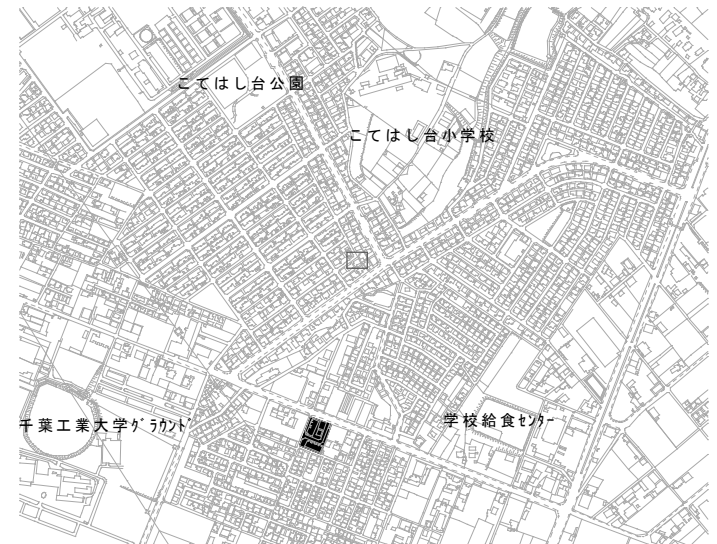 こてはし台公園
こてはし台小学校
千葉工業大学グラウンド
学校給食センター